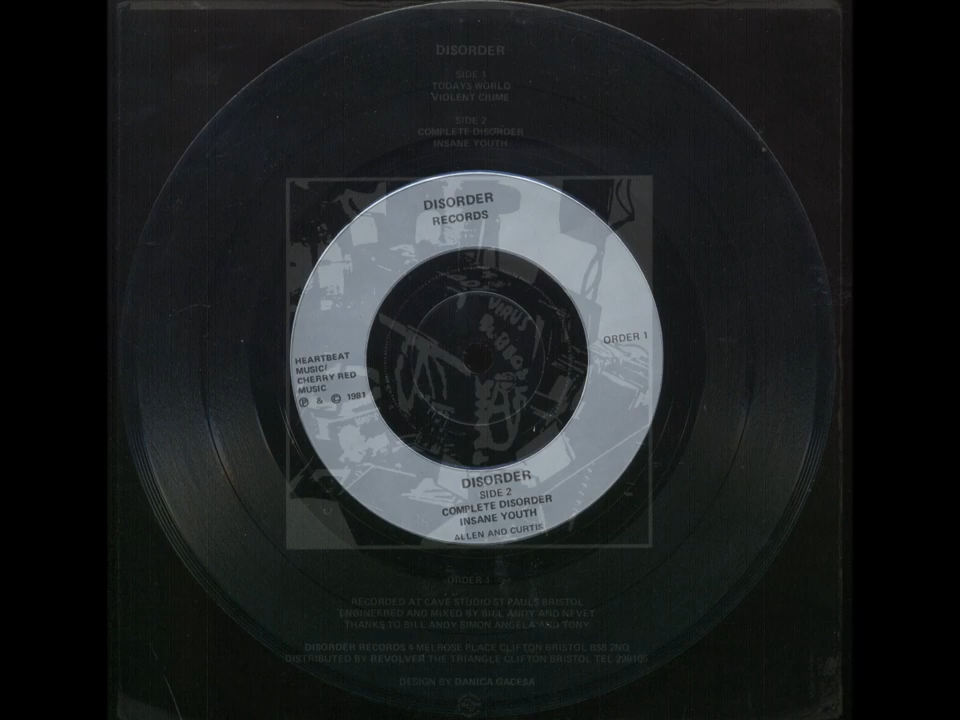 DISORDER
SIDE 1
TODAYS WORLD
VIOLENT CRIME
SIDE 2
COMPLETE DISORDER
INSANE YOUTH
DISORDER
RECORDS
VIRUS
ORDER 1
HEARTBEAT
MUSIC/
CHERRY RED
MUSIC
Ⓟ & © 1981
DISORDER
SIDE 2
COMPLETE DISORDER
INSANE YOUTH
ALLEN AND CURTIS
ORDER 1
RECORDED AT CAVE STUDIO ST PAULS BRISTOL
ENGINEERED AND MIXED BY BILL ANDY AND NEVET
THANKS TO BILL ANDY SIMON ANGELA AND TONY
DISORDER RECORDS 4 MELROSE PLACE CLIFTON BRISTOL BS8 2NQ
DISTRIBUTED BY REVOLVER THE TRIANGLE CLIFTON BRISTOL TEL
DESIGN BY DANICA GACESA